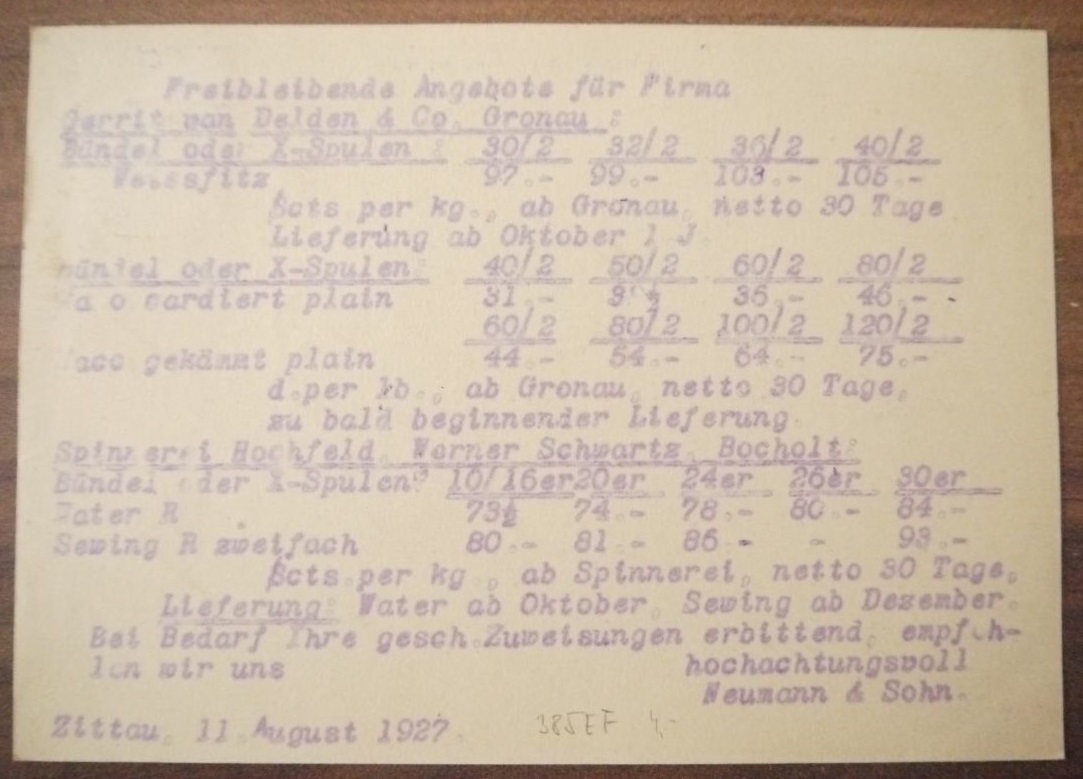 Freibleibende Angebote für Firma
Gerrit van Delden & Co. Gronau :
Bündel oder X-Spulen : 30/2 32/2 36/2 40/2
97.- 99.- 103.- 105.-
$cts per kg., ab Gronau, netto 30 Tage
Lieferung ab Oktober l J.
Bündel oder X-Spulen: 40/2 50/2 60/2 80/2
cardiert plain 31.- 36.- 46.-
60/2 80/2 100/2 120/2
gekämmt plain 44.- 54.- 64.- 75.-
d.per lb., ab Gronau, netto 30 Tage,
zu bald beginnender Lieferung.
Spinnerei Hochfeld, Werner Schwartz, Bocholt:
Bündel oder X-Spulen: 10/16er 20er 24er 26er 30er
Water R 73½ 74.- 78.- 80.- 84.-
Sewing R zweifach 80.- 81.- 86.- - 93.-
$cts.per kg., ab Spinnerei, netto 30 Tage,
Lieferung: Water ab Oktober, Sewing ab Dezember.
Bei Bedarf Ihre gesch.Zuweisungen erbittend, empfeh-
len wir uns hochachtungsvoll
Neumann & Sohn.
Zittau, 11.August 1927.
385EF 4,-